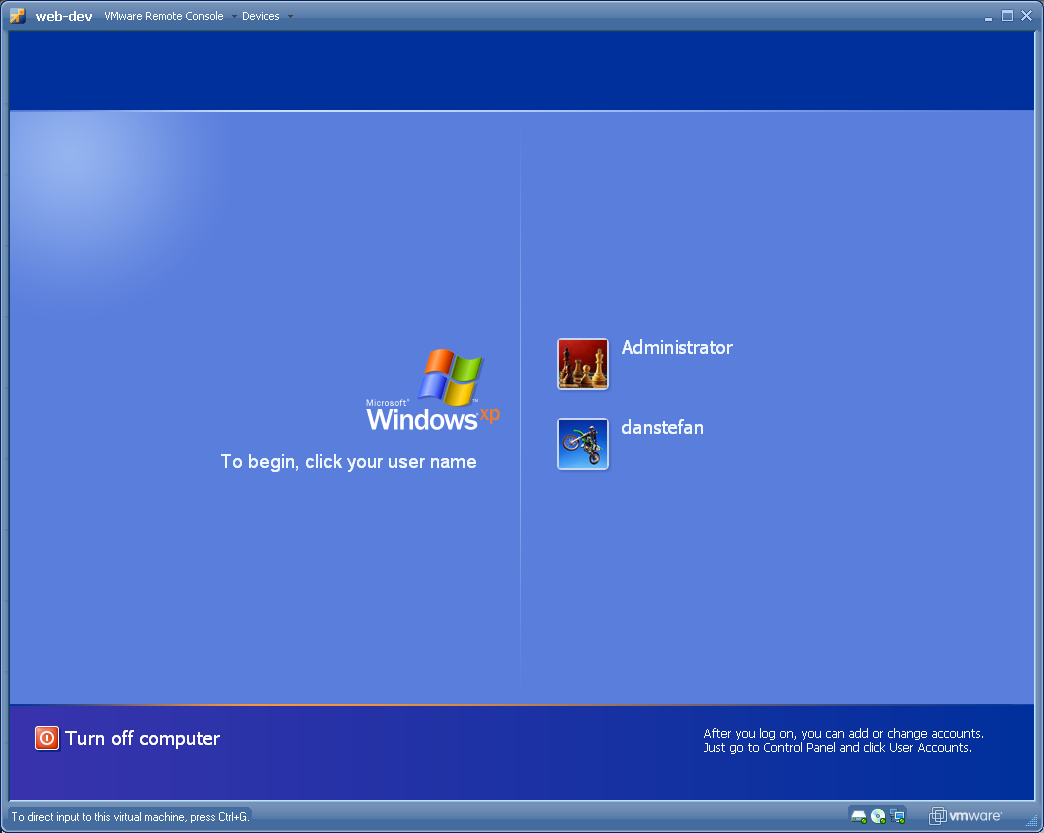 web-dev VMware Remote Console Devices
Administrator
Microsoft®
Windows xp™
danstefan
To begin, click your user name
Turn off computer
After you log on, you can add or change accounts.
Just go to Control Panel and click User Accounts.
To direct input to this virtual machine, press Ctrl+G.
vmware®